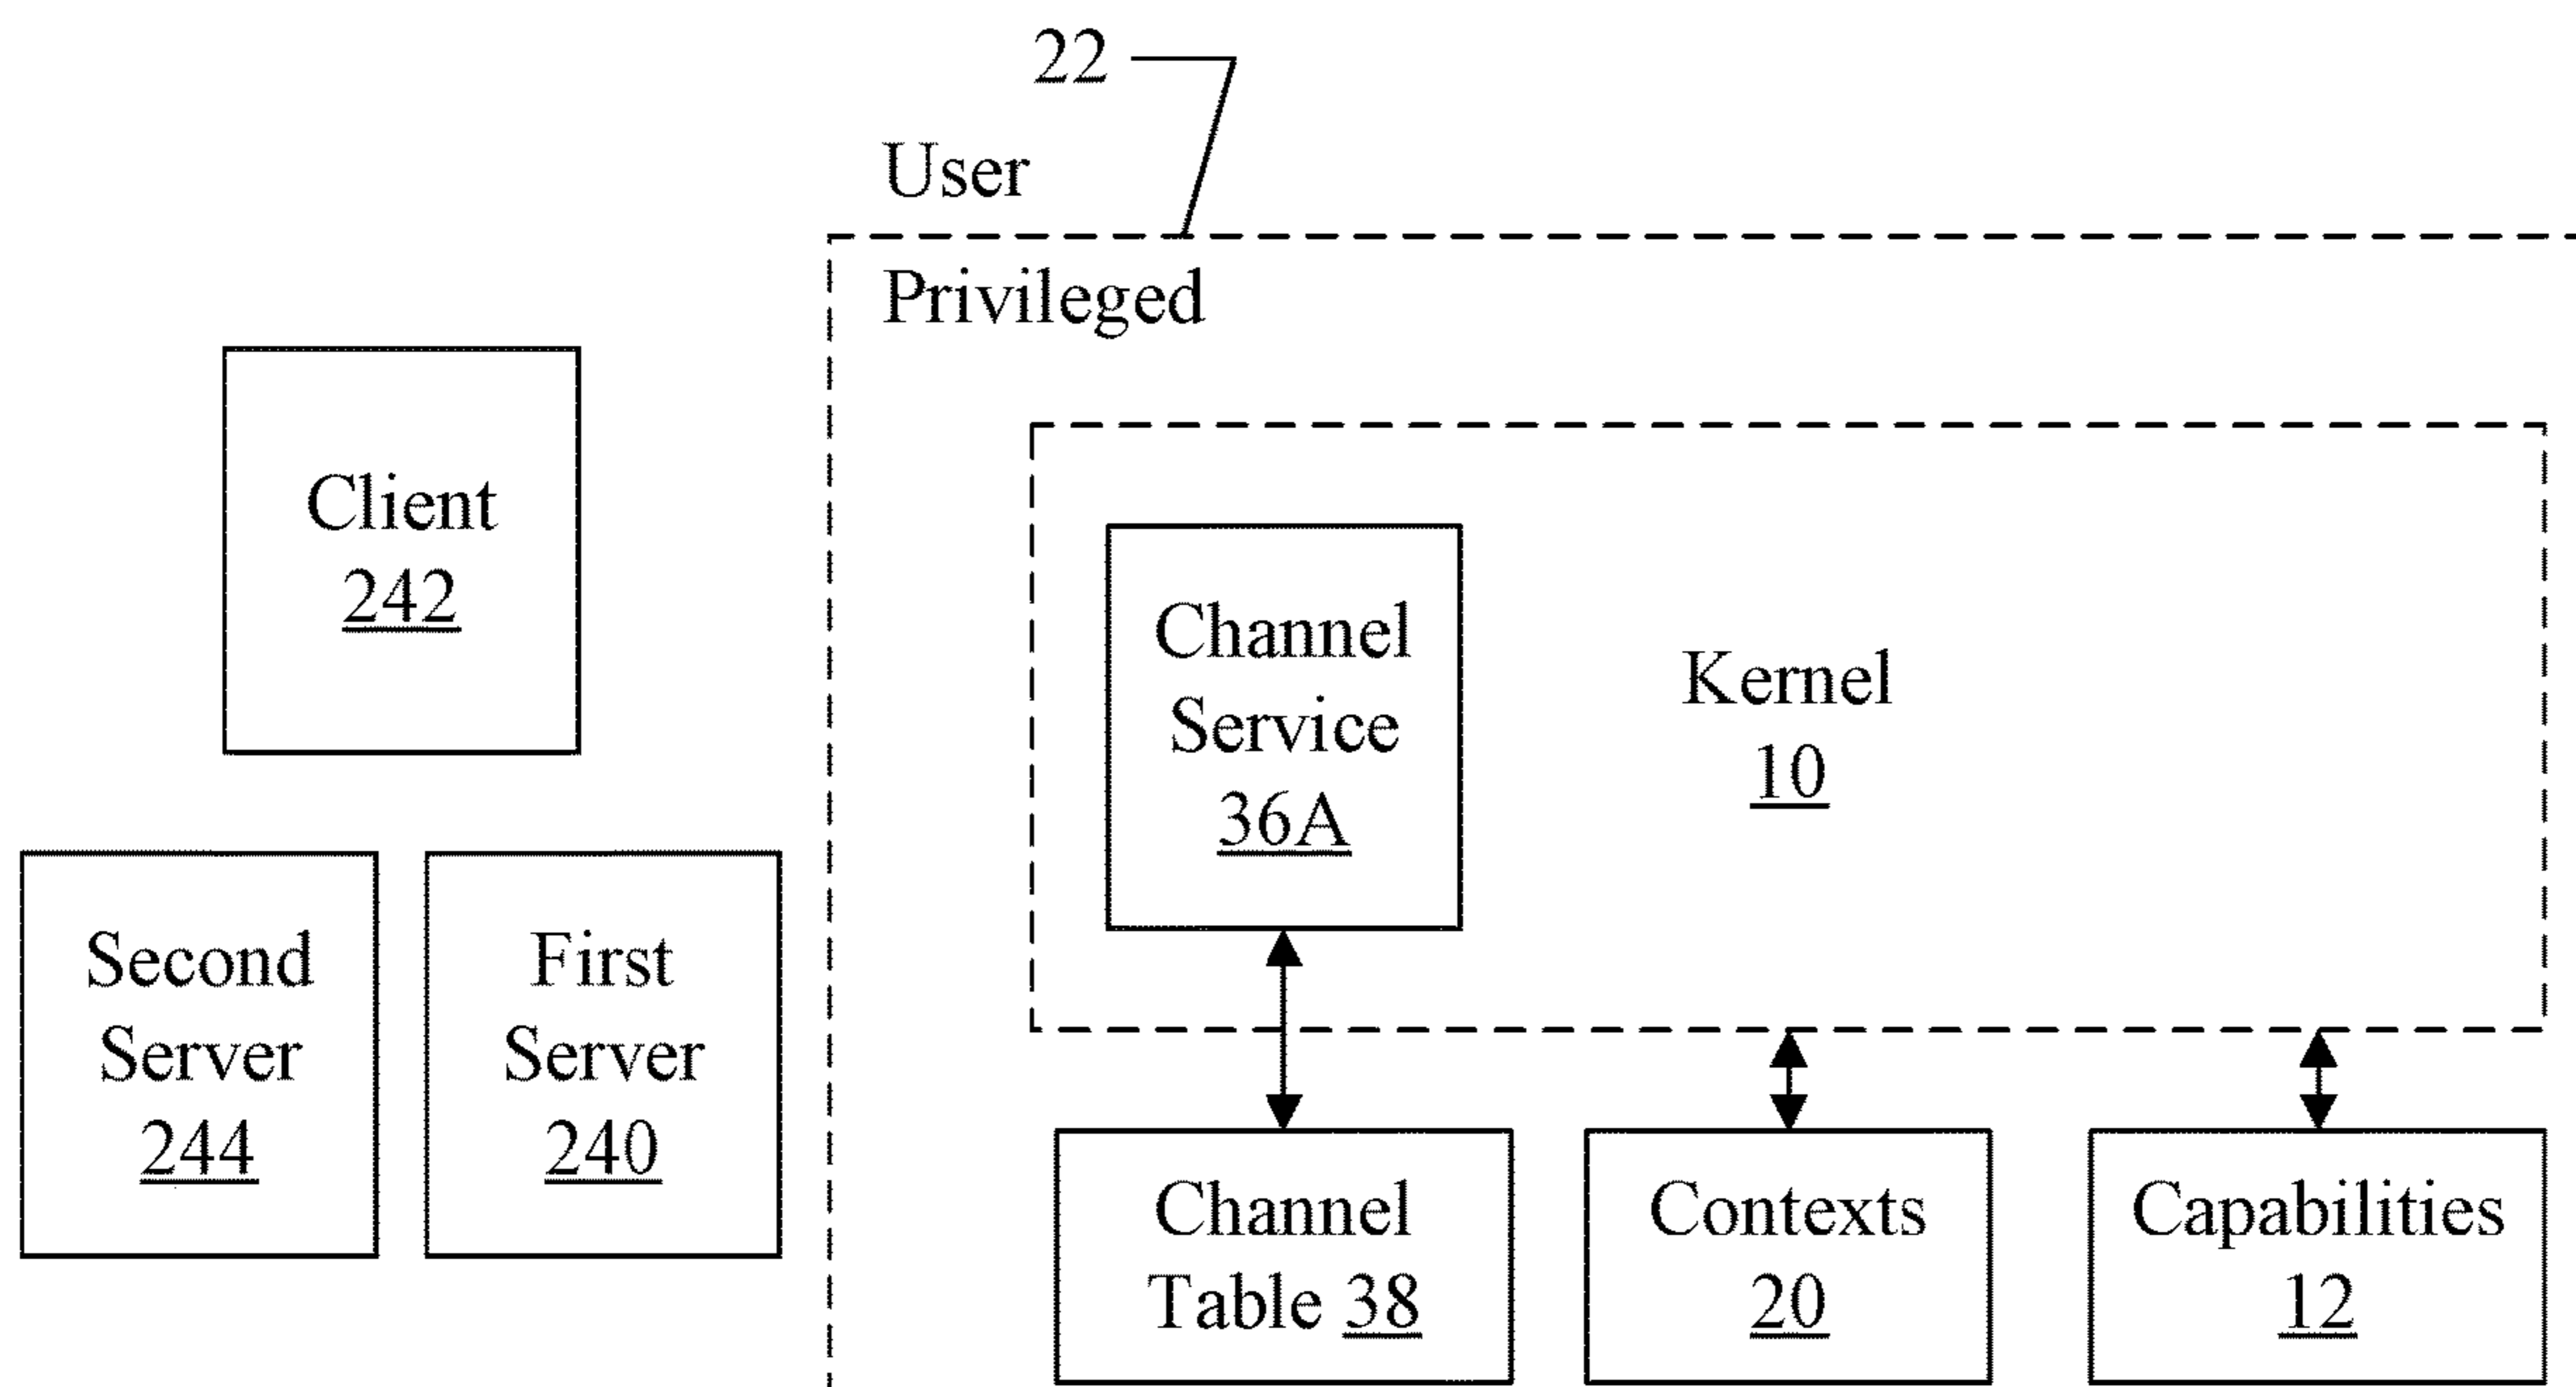 22
User
Privileged
Client
242
Channel
Service
36A
Kernel
10
Second
Server
244
First
Server
240
Channel
Table 38
Contexts
20
Capabilities
12